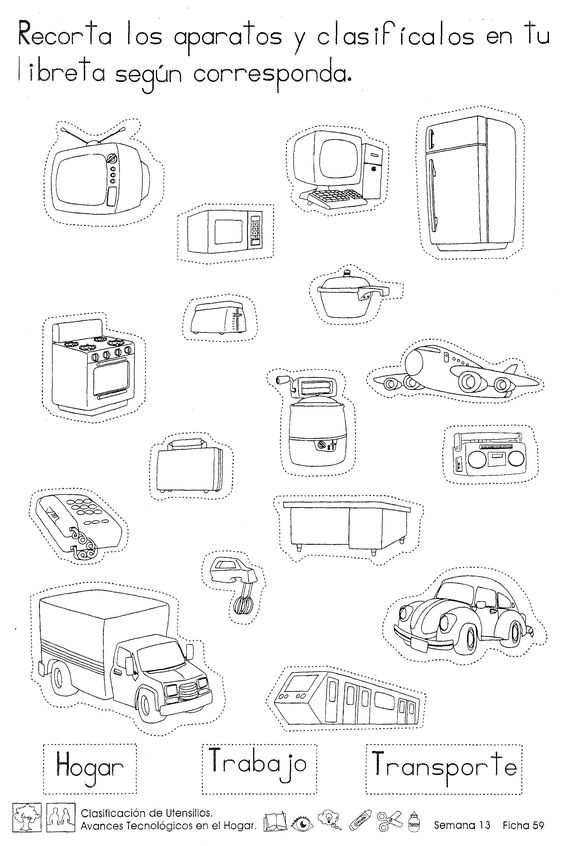 Recorta los aparatos y clasifícalos en tu
libreta según corresponda.
Hogar
Trabajo
Transporte
Clasificación de Utensilios.
Avances Tecnológicos en el Hogar.
Semana 13 Ficha 59